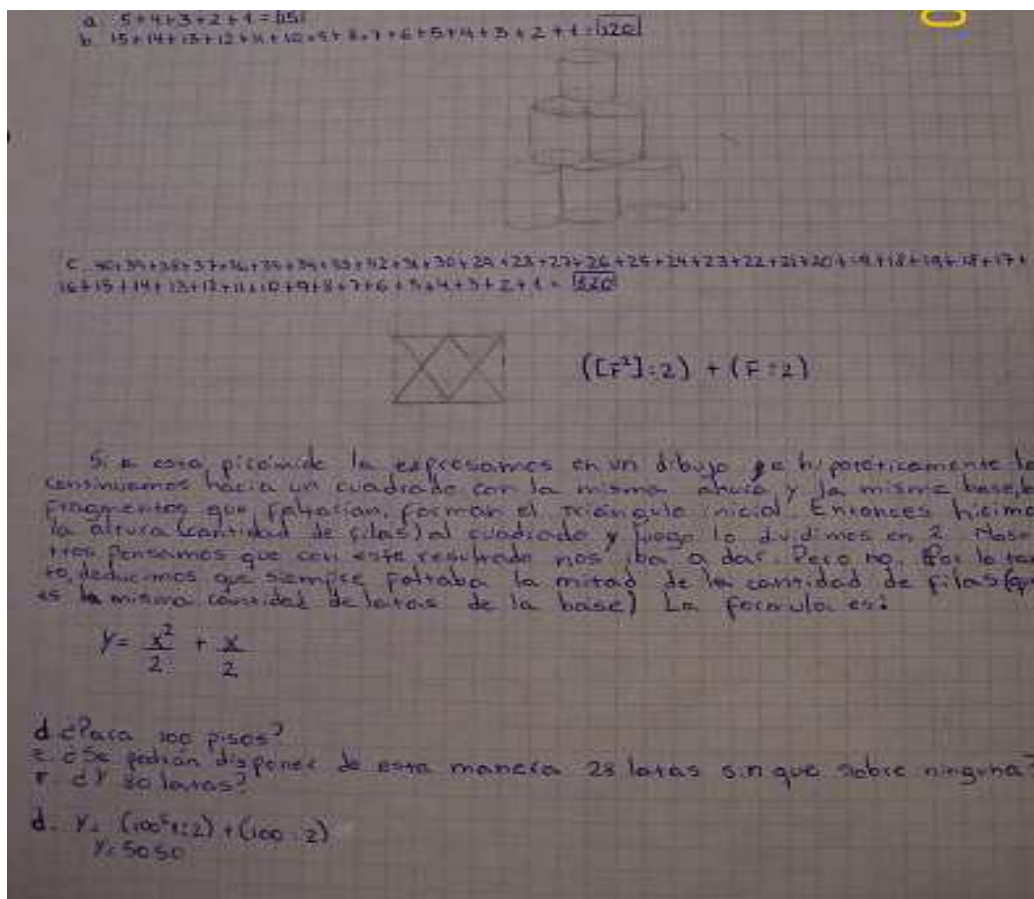 a. 5+4+3+2+1=15
b. 15+14+13+12+11+10+9+8+7+6+5+4+3+2+1=120
c. 40+39+38+37+36+35+34+33+32+31+30+29+28+27+26+25+24+23+22+21+20+19+18+19+18+17+
16+15+14+13+12+11+10+9+8+7+6+5+4+3+2+1= 820
([F²]:2) + (F:2)
Si a esta pirámide la expresamos en un dibujo y a hipotéticamente lo
continuamos hacia un cuadrado con la misma altura y la misma base, lo
fragmentos que faltarían, forman el triángulo inicial. Entonces hicimo
la altura (cantidad de filas) al cuadrado y luego lo dividimos en 2. Noso-
tros pensamos que con este resultado nos iba a dar. Pero no. Por lo tan
to, deducimos que siempre faltaba la mitad de la cantidad de filas (que
es la misma cantidad de latas de la base) La formula es:
y = x²/2 + x/2
d. ¿Para 100 pisos?
e. ¿Se podrán disponer de esta manera 28 latas sin que sobre ninguna?
F. ¿Y 80 latas?
d. y= (100² :2) + (100:2)
y= 5050